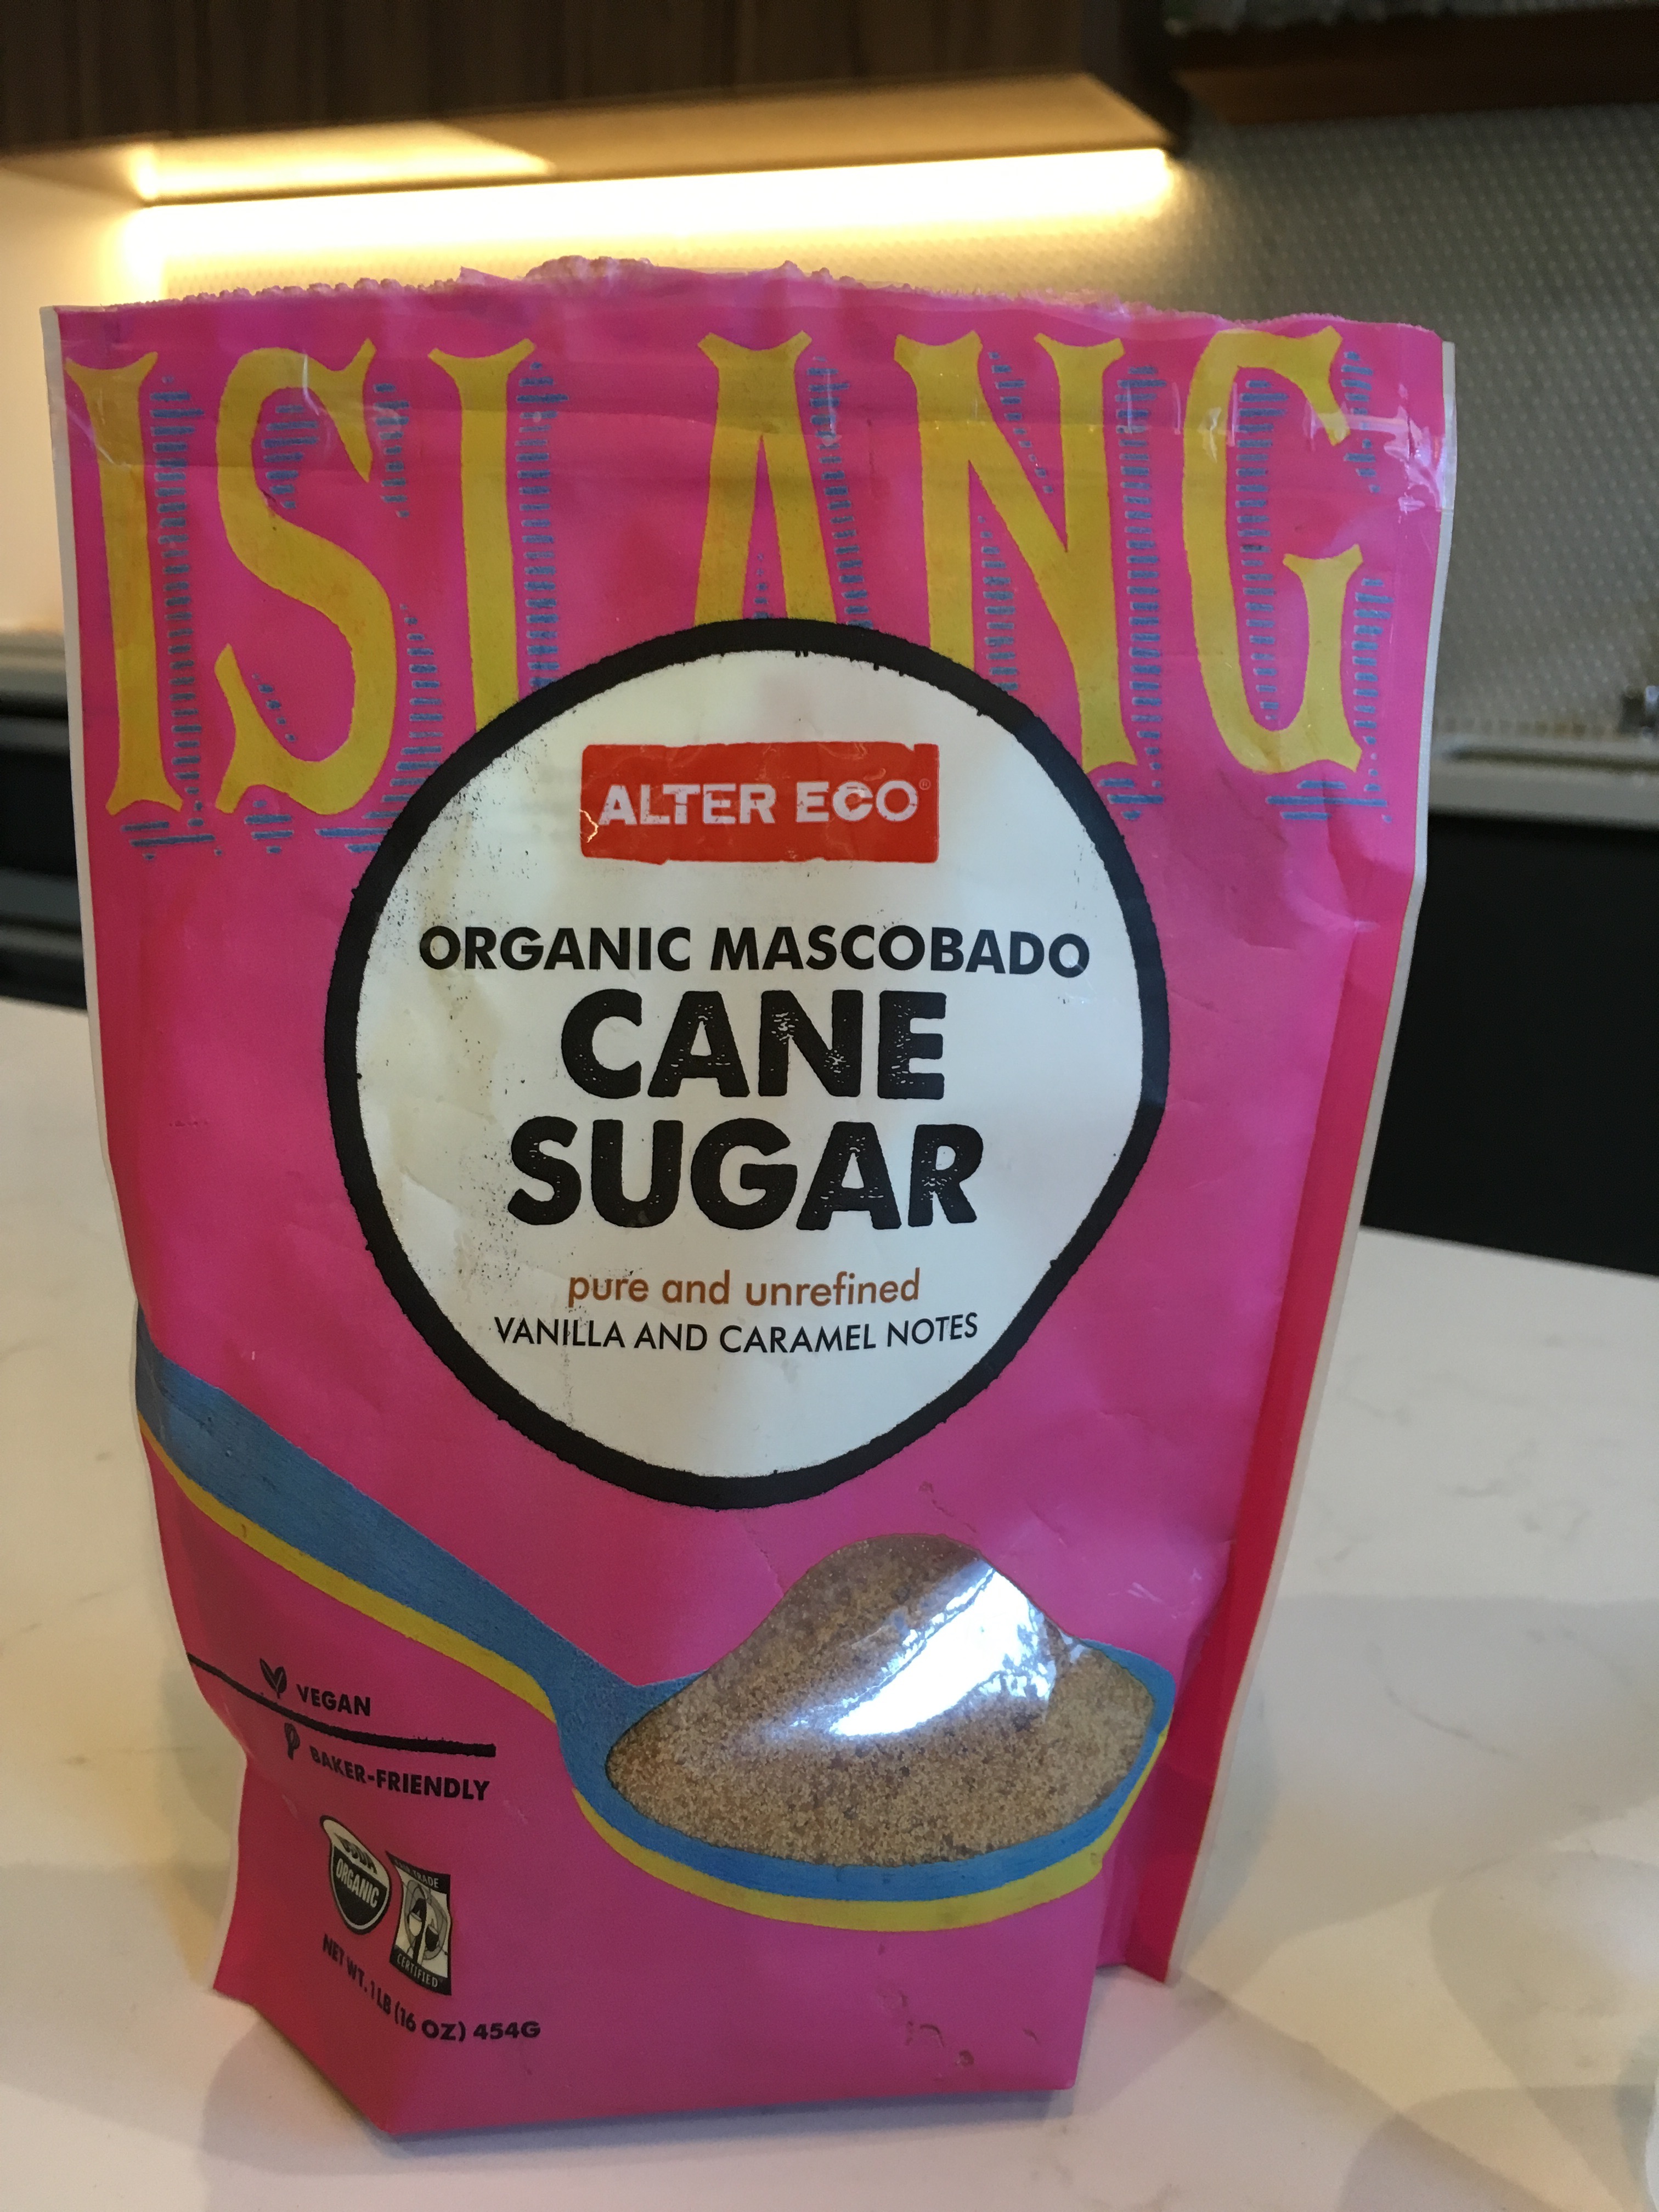 ISLANG
ALTER ECO®
ORGANIC MASCOBADO
CANE
SUGAR
pure and unrefined
VANILLA AND CARAMEL NOTES
VEGAN
BAKER-FRIENDLY
ORGANIC
TRADE
CERTIFIED
NET WT. 1 LB (16 OZ) 454G